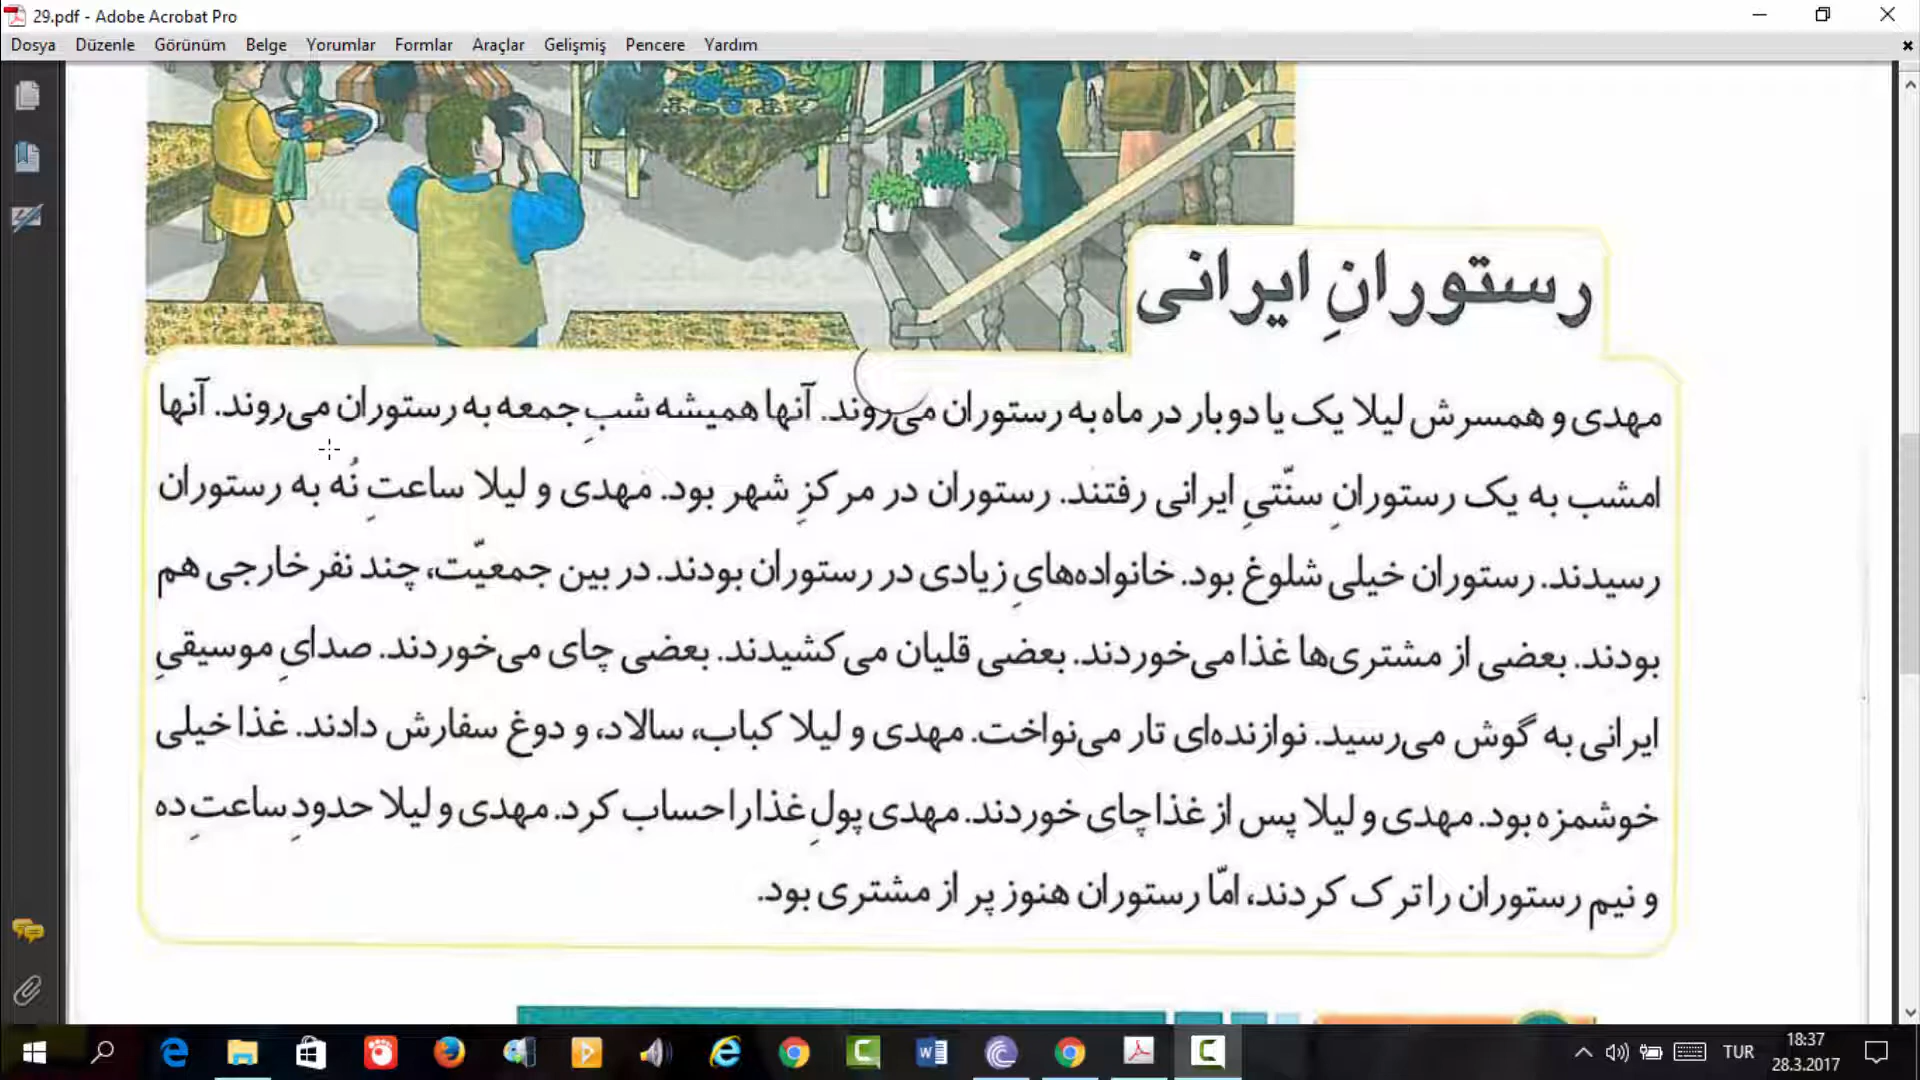 29.pdf - Adobe Acrobat Pro
Dosya Düzenle Görünüm Belge Yorumlar Formlar Araçlar Gelişmiş Pencere Yardım
رستورانِ ایرانی
مهدی و همسرش لیلا یک یا دوبار در ماه به رستوران می‌روند. آنها همیشه شبِ جمعه به رستوران می‌روند. آنها
امشب به یک رستورانِ سنّتیِ ایرانی رفتند. رستوران در مرکزِ شهر بود. مهدی و لیلا ساعتِ نُه به رستوران
رسیدند. رستوران خیلی شلوغ بود. خانواده‌هایِ زیادی در رستوران بودند. در بین جمعیّت، چند نفر خارجی هم
بودند. بعضی از مشتری‌ها غذا می‌خوردند. بعضی قلیان می‌کشیدند. بعضی چای می‌خوردند. صدایِ موسیقیِ
ایرانی به گوش می‌رسید. نوازنده‌ای تار می‌نواخت. مهدی و لیلا کباب، سالاد، و دوغ سفارش دادند. غذا خیلی
خوشمزه بود. مهدی و لیلا پس از غذا چای خوردند. مهدی پولِ غذا را حساب کرد. مهدی و لیلا حدودِ ساعتِ ده
و نیم رستوران را ترک کردند، امّا رستوران هنوز پر از مشتری بود.
TUR
18:37
28.3.2017